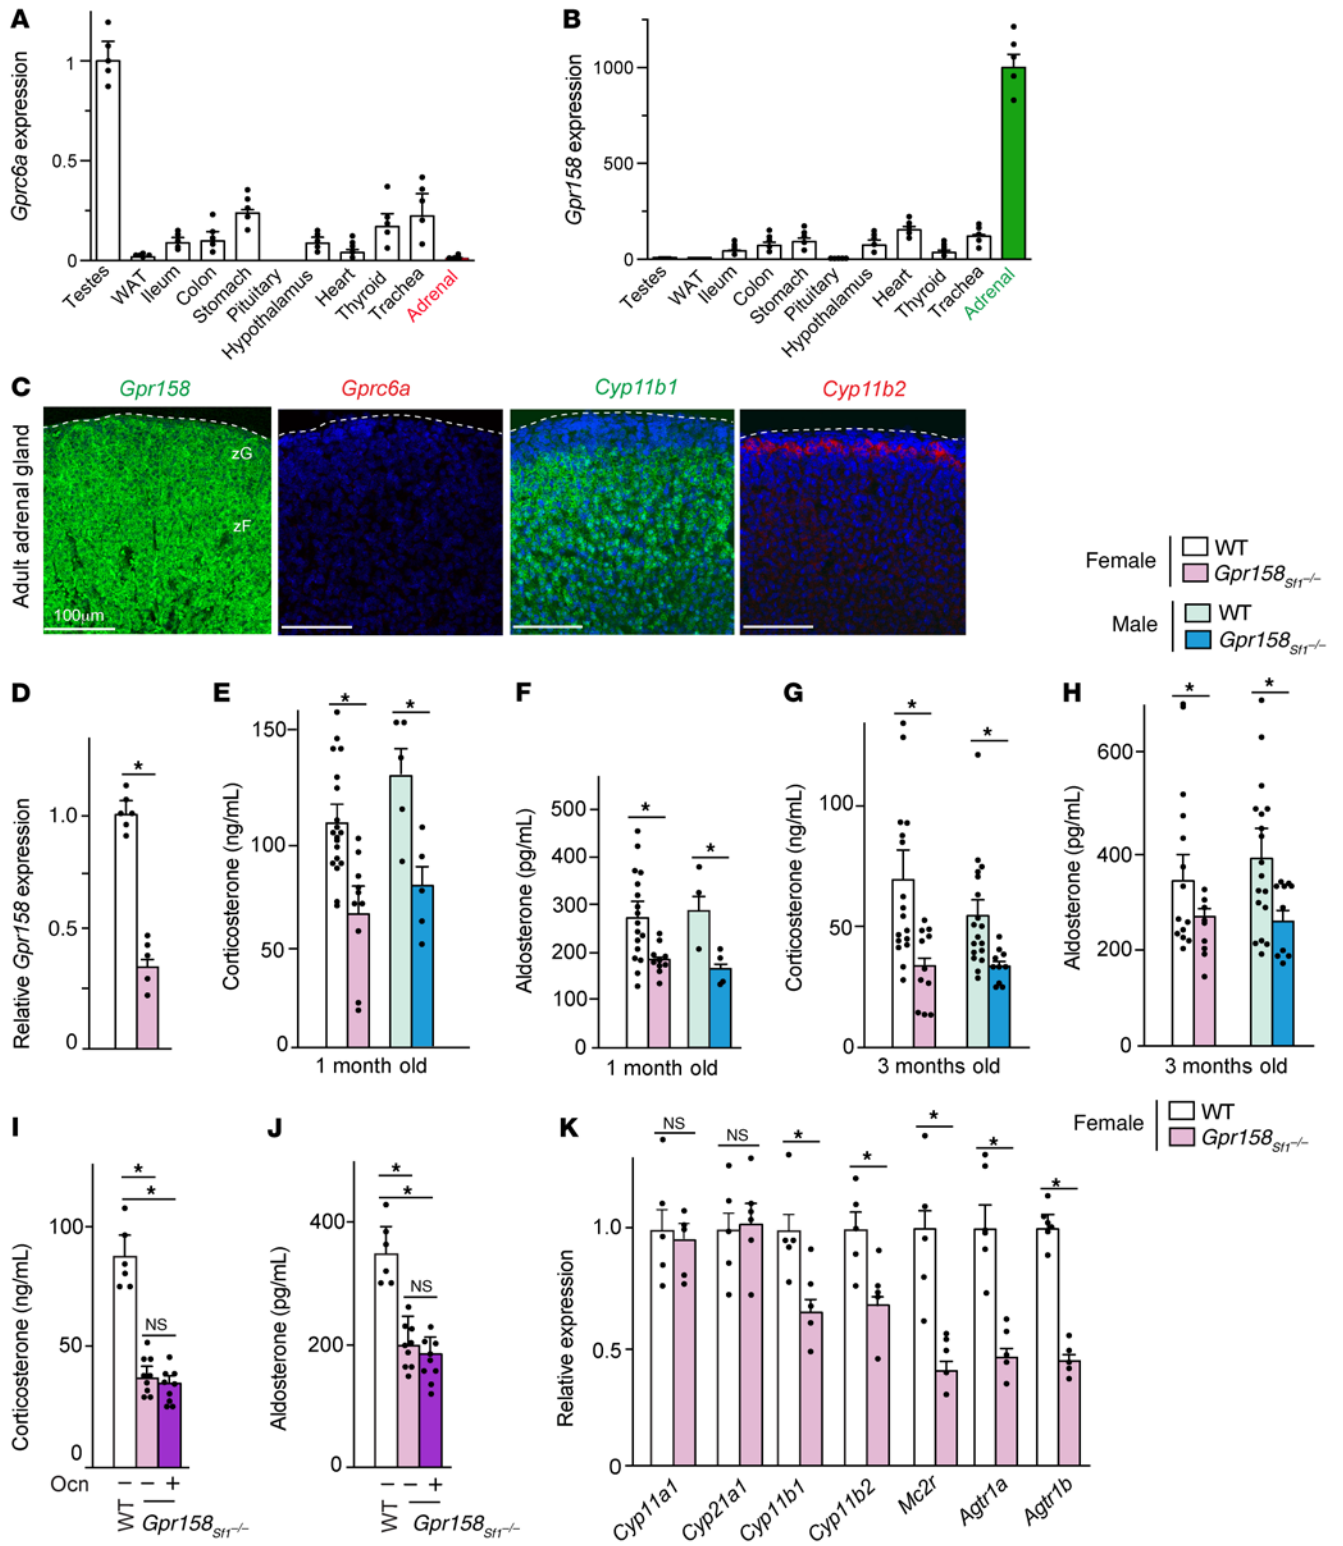 A
Gprc6a expression
1
0.5
0
Testes
WAT
Ileum
Colon
Stomach
Pituitary
Hypothalamus
Heart
Thyroid
Trachea
Adrenal
B
Gpr158 expression
1000
500
0
Testes
WAT
Ileum
Colon
Stomach
Pituitary
Hypothalamus
Heart
Thyroid
Trachea
Adrenal
C
Gpr158
Gprc6a
Cyp11b1
Cyp11b2
Adult adrenal gland
zG
zF
100um
Female
WT
Gpr158Sf1–/–
Male
WT
Gpr158Sf1–/–
D
Relative Gpr158 expression
1.0
0.5
0
*
E
Corticosterone (ng/mL)
150
100
50
0
* *
1 month old
F
Aldosterone (pg/mL)
500
400
300
200
100
0
* *
1 month old
G
Corticosterone (ng/mL)
100
50
0
* *
3 months old
H
Aldosterone (pg/mL)
600
400
200
0
* *
3 months old
Female
WT
Gpr158Sf1–/–
I
Corticosterone (ng/mL)
100
50
0
*
*
NS
Ocn – – +
WT
Gpr158Sf1–/–
J
Aldosterone (pg/mL)
400
200
0
*
*
NS
– – +
WT
Gpr158Sf1–/–
K
Relative expression
1.0
0.5
0
NS NS * * * * *
Cyp11a1
Cyp21a1
Cyp11b1
Cyp11b2
Mc2r
Agtr1a
Agtr1b